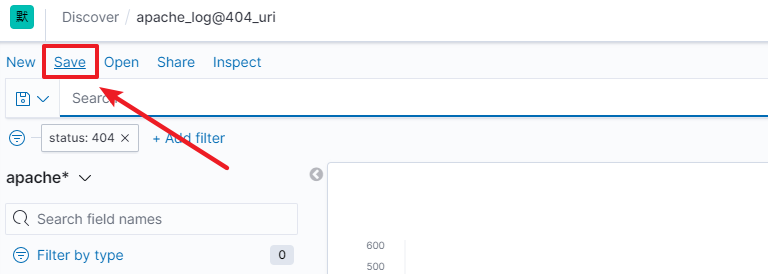 默 Discover / apache_log@404_uri
New Save Open Share Inspect
Search
status: 404 × + Add filter
apache*
Search field names
Filter by type 0
600
500